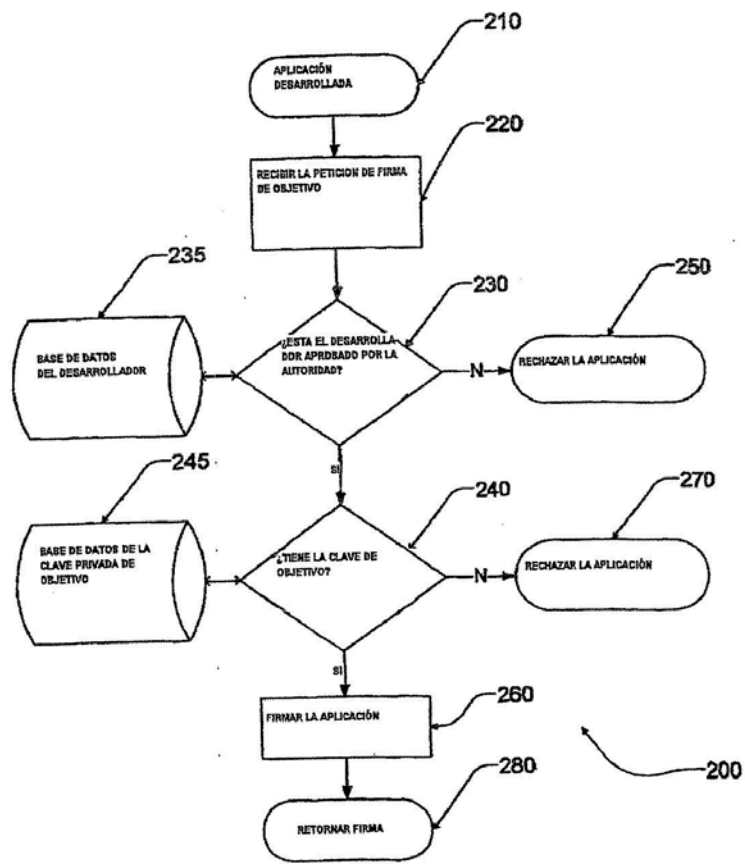 210
APLICACIÓN
DESARROLLADA
220
RECIBIR LA PETICION DE FIRMA
DE OBJETIVO
235
230
250
BASE DE DATOS
DEL DESARROLLADOR
¿ESTA EL DESARROLLA
DOR APROBADO POR LA
AUTORIDAD?
N
RECHAZAR LA APLICACIÓN
SI
245
240
270
BASE DE DATOS DE LA
CLAVE PRIVADA DE
OBJETIVO
¿TIENE LA CLAVE DE
OBJETIVO?
N
RECHAZAR LA APLICACIÓN
SI
260
FIRMAR LA APLICACIÓN
280
200
RETORNAR FIRMA